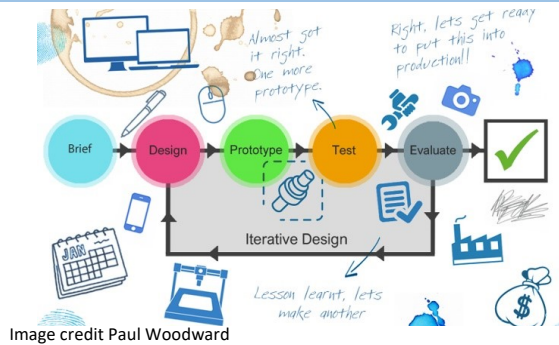 Almost got
it right.
One more
prototype.
Right, lets get ready
to put this into
production!!
Brief
Design
Prototype
Test
Evaluate
Iterative Design
JAN
Lesson learnt, lets
make another
$
Image credit Paul Woodward